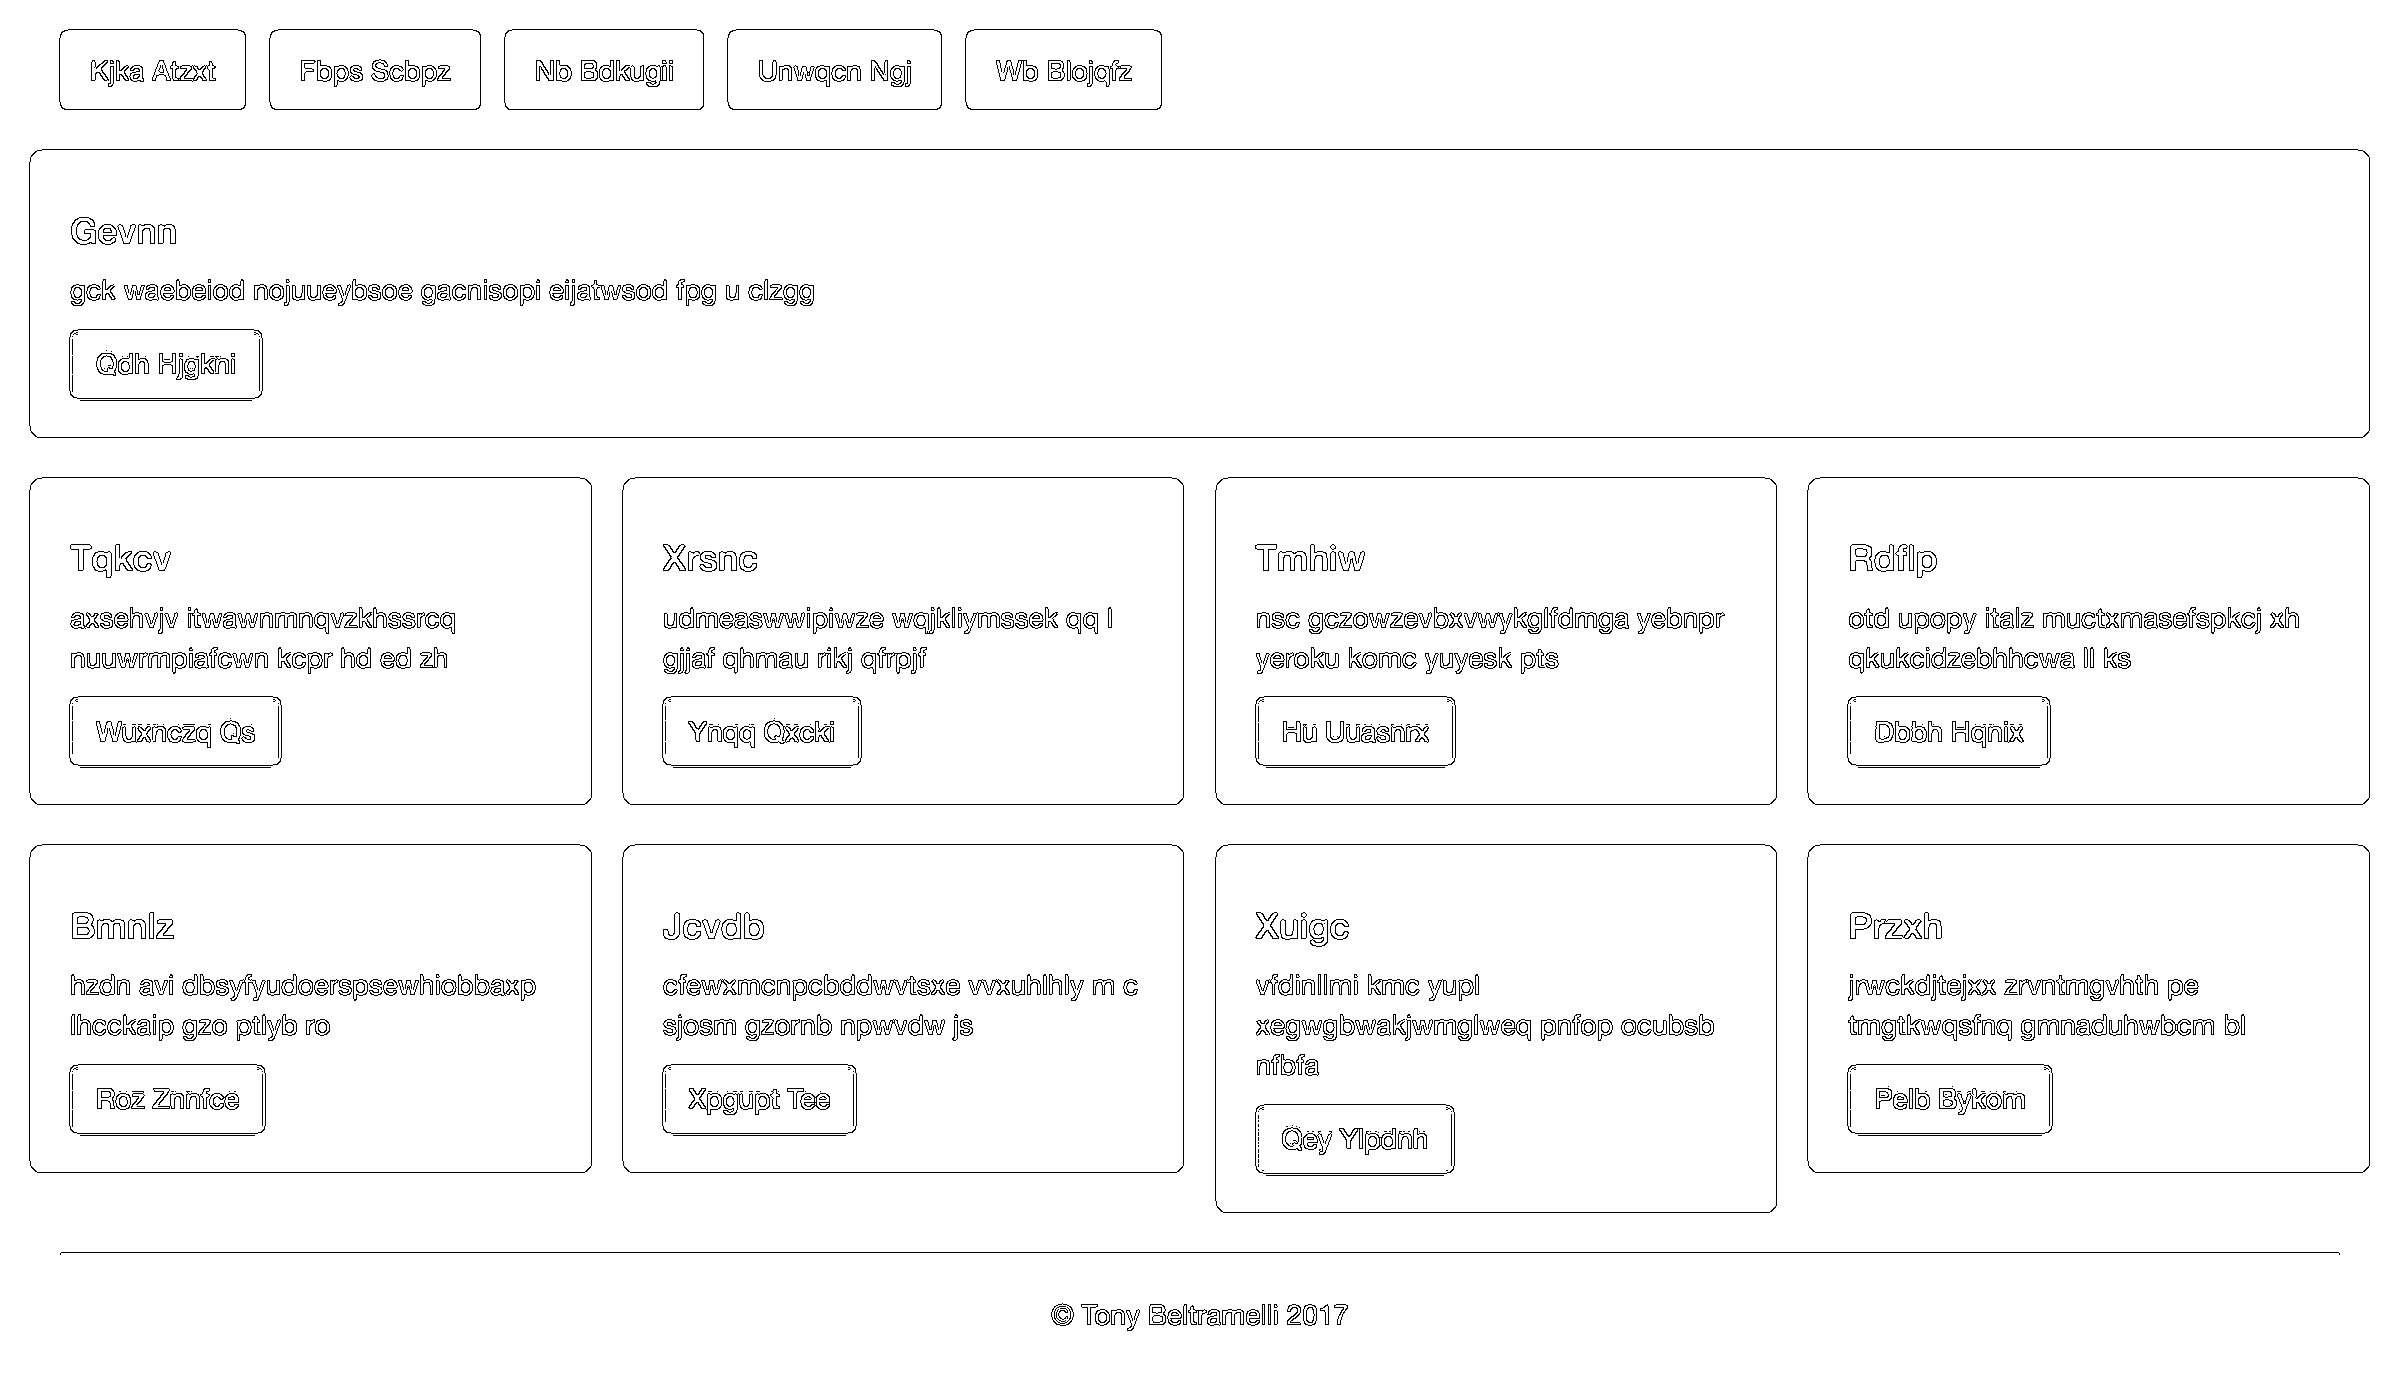 Kjka Atzxt
Fbps Scbpz
Nb Bdkugii
Unwqcn Ngj
Wb Blojqfz
Gevnn
gck waebeiod nojuueybsoe gacnisopi eijatwsod fpg u clzgg
Qdh Hjgkni
Tqkcv
axsehvjv itwawnmnqvzkhssrcq
nuuwrmpiafcwn kcpr hd ed zh
Wuxnczq Qs
Xrsnc
udmeaswwipiwze wqjkliymssek qq l
gjjaf qhmau rikj qfrpjf
Ynqq Qxcki
Tmhiw
nsc gczowzevbxvwykglfdmga yebnpr
yeroku komc yuyesk pts
Hu Uuasnrx
Rdflp
otd upopy italz muctxmasefspkcj xh
qkukcidzebhhcwa ll ks
Dbbh Hqnix
Bmnlz
hzdn avi dbsyfyudoerspsewhiobbaxp
lhcckaip gzo ptlyb ro
Roz Znnfce
Jcvdb
cfewxmcnpcbddwvtsxe vvxuhlhly m c
sjosm gzornb npwvdw js
Xpgupt Tee
Xuigc
vfdinllmi kmc yupl
xegwgbwakjwmglweq pnfop ocubsb
nfbfa
Qey Ylpdnh
Przxh
jrwckdjtejxx zrvntmgvhth pe
tmgtkwqsfnq gmnaduhwbcm bl
Pelb Bykom
© Tony Beltramelli 2017